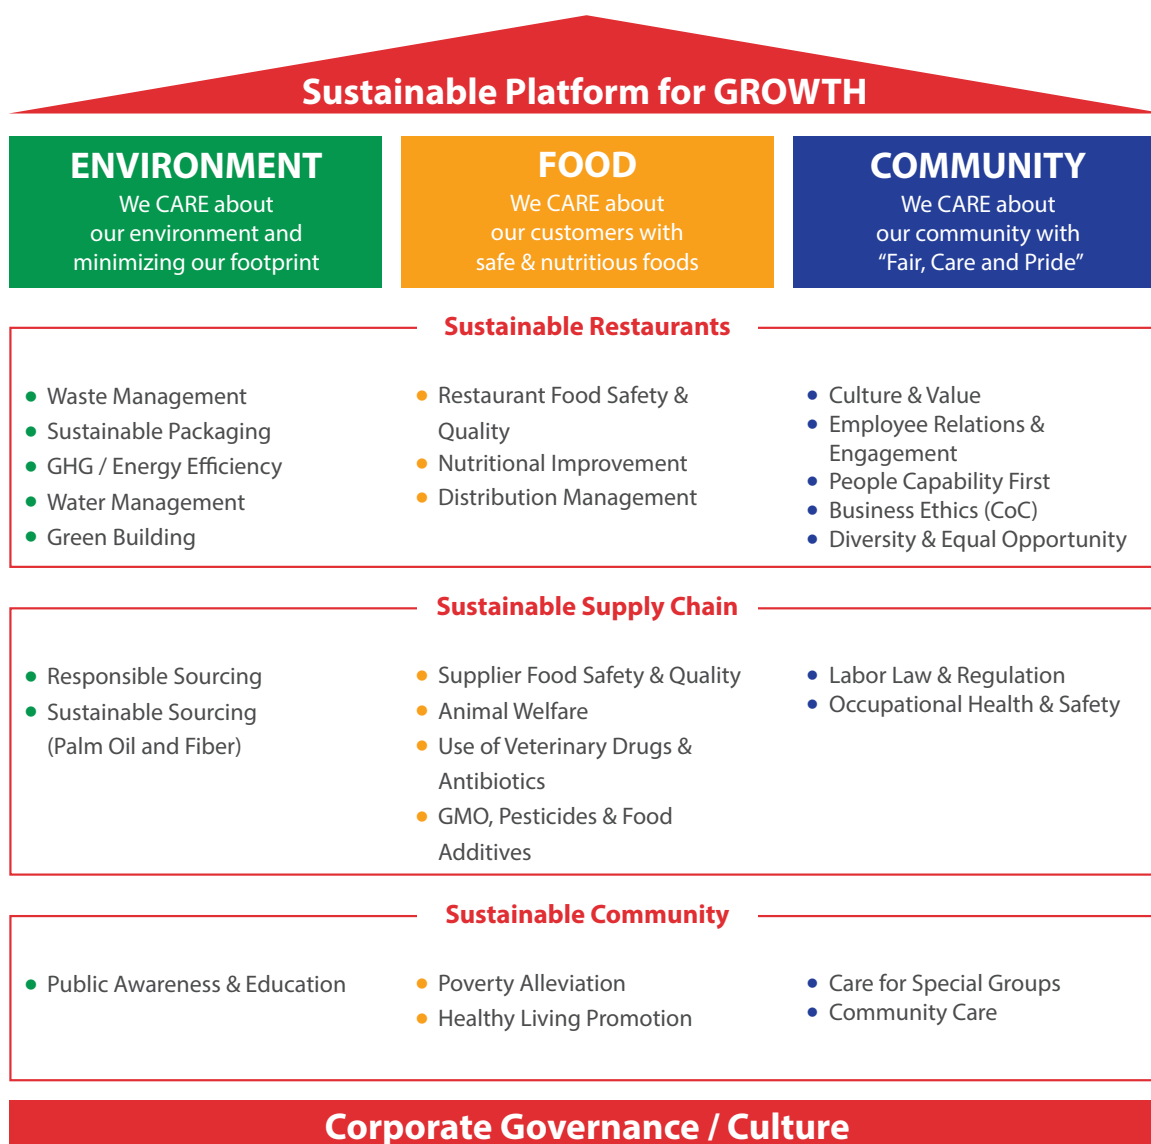 Sustainable Platform for GROWTH
ENVIRONMENT
We CARE about
our environment and
minimizing our footprint
FOOD
We CARE about
our customers with
safe & nutritious foods
COMMUNITY
We CARE about
our community with
“Fair, Care and Pride”
Sustainable Restaurants
Waste Management
Sustainable Packaging
GHG / Energy Efficiency
Water Management
Green Building
Restaurant Food Safety &
Quality
Nutritional Improvement
Distribution Management
Culture & Value
Employee Relations &
Engagement
People Capability First
Business Ethics (CoC)
Diversity & Equal Opportunity
Sustainable Supply Chain
Responsible Sourcing
Sustainable Sourcing
(Palm Oil and Fiber)
Supplier Food Safety & Quality
Animal Welfare
Use of Veterinary Drugs &
Antibiotics
GMO, Pesticides & Food
Additives
Labor Law & Regulation
Occupational Health & Safety
Sustainable Community
Public Awareness & Education
Poverty Alleviation
Healthy Living Promotion
Care for Special Groups
Community Care
Corporate Governance / Culture